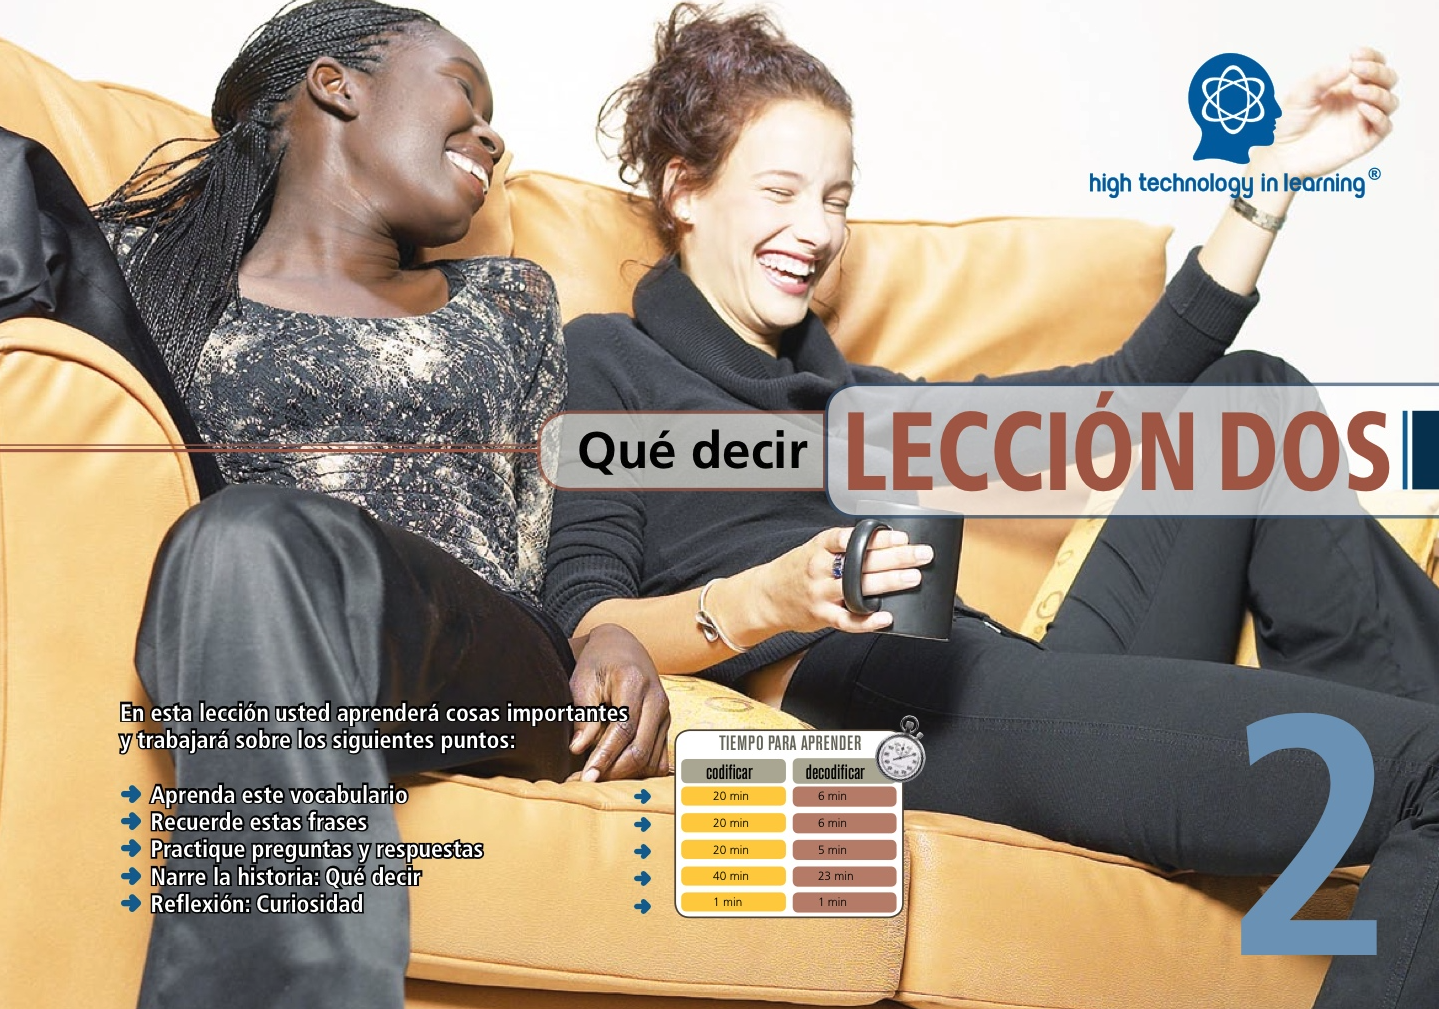 high technology in learning®
Qué decir
LECCIÓN DOS
En esta lección usted aprenderá cosas importantes
y trabajará sobre los siguientes puntos:
Aprenda este vocabulario
Recuerde estas frases
Practique preguntas y respuestas
Narre la historia: Qué decir
Reflexión: Curiosidad
TIEMPO PARA APRENDER
codificar decodificar
20 min 6 min
20 min 6 min
20 min 5 min
40 min 23 min
1 min 1 min
2